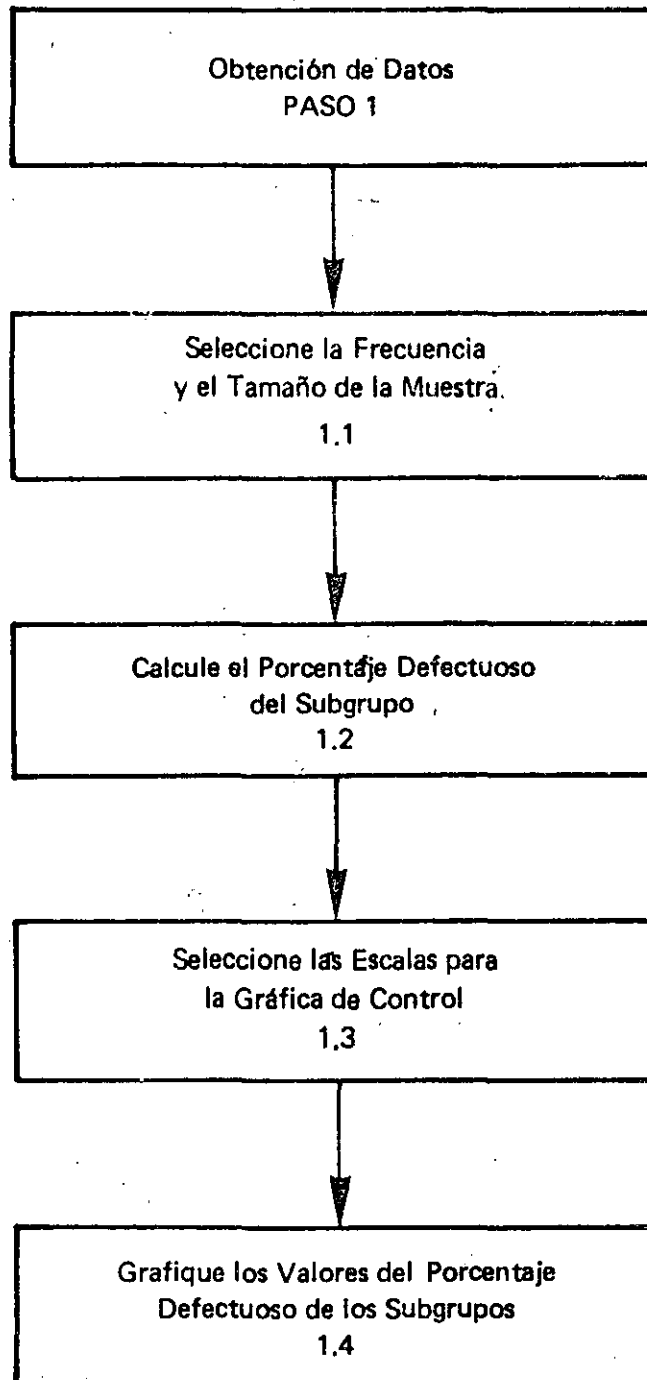 Obtención de Datos
PASO 1
Seleccione la Frecuencia
y el Tamaño de la Muestra.
1.1
Calcule el Porcentaje Defectuoso
del Subgrupo
1.2
Seleccione las Escalas para
la Gráfica de Control
1.3
Grafique los Valores del Porcentaje
Defectuoso de los Subgrupos
1.4